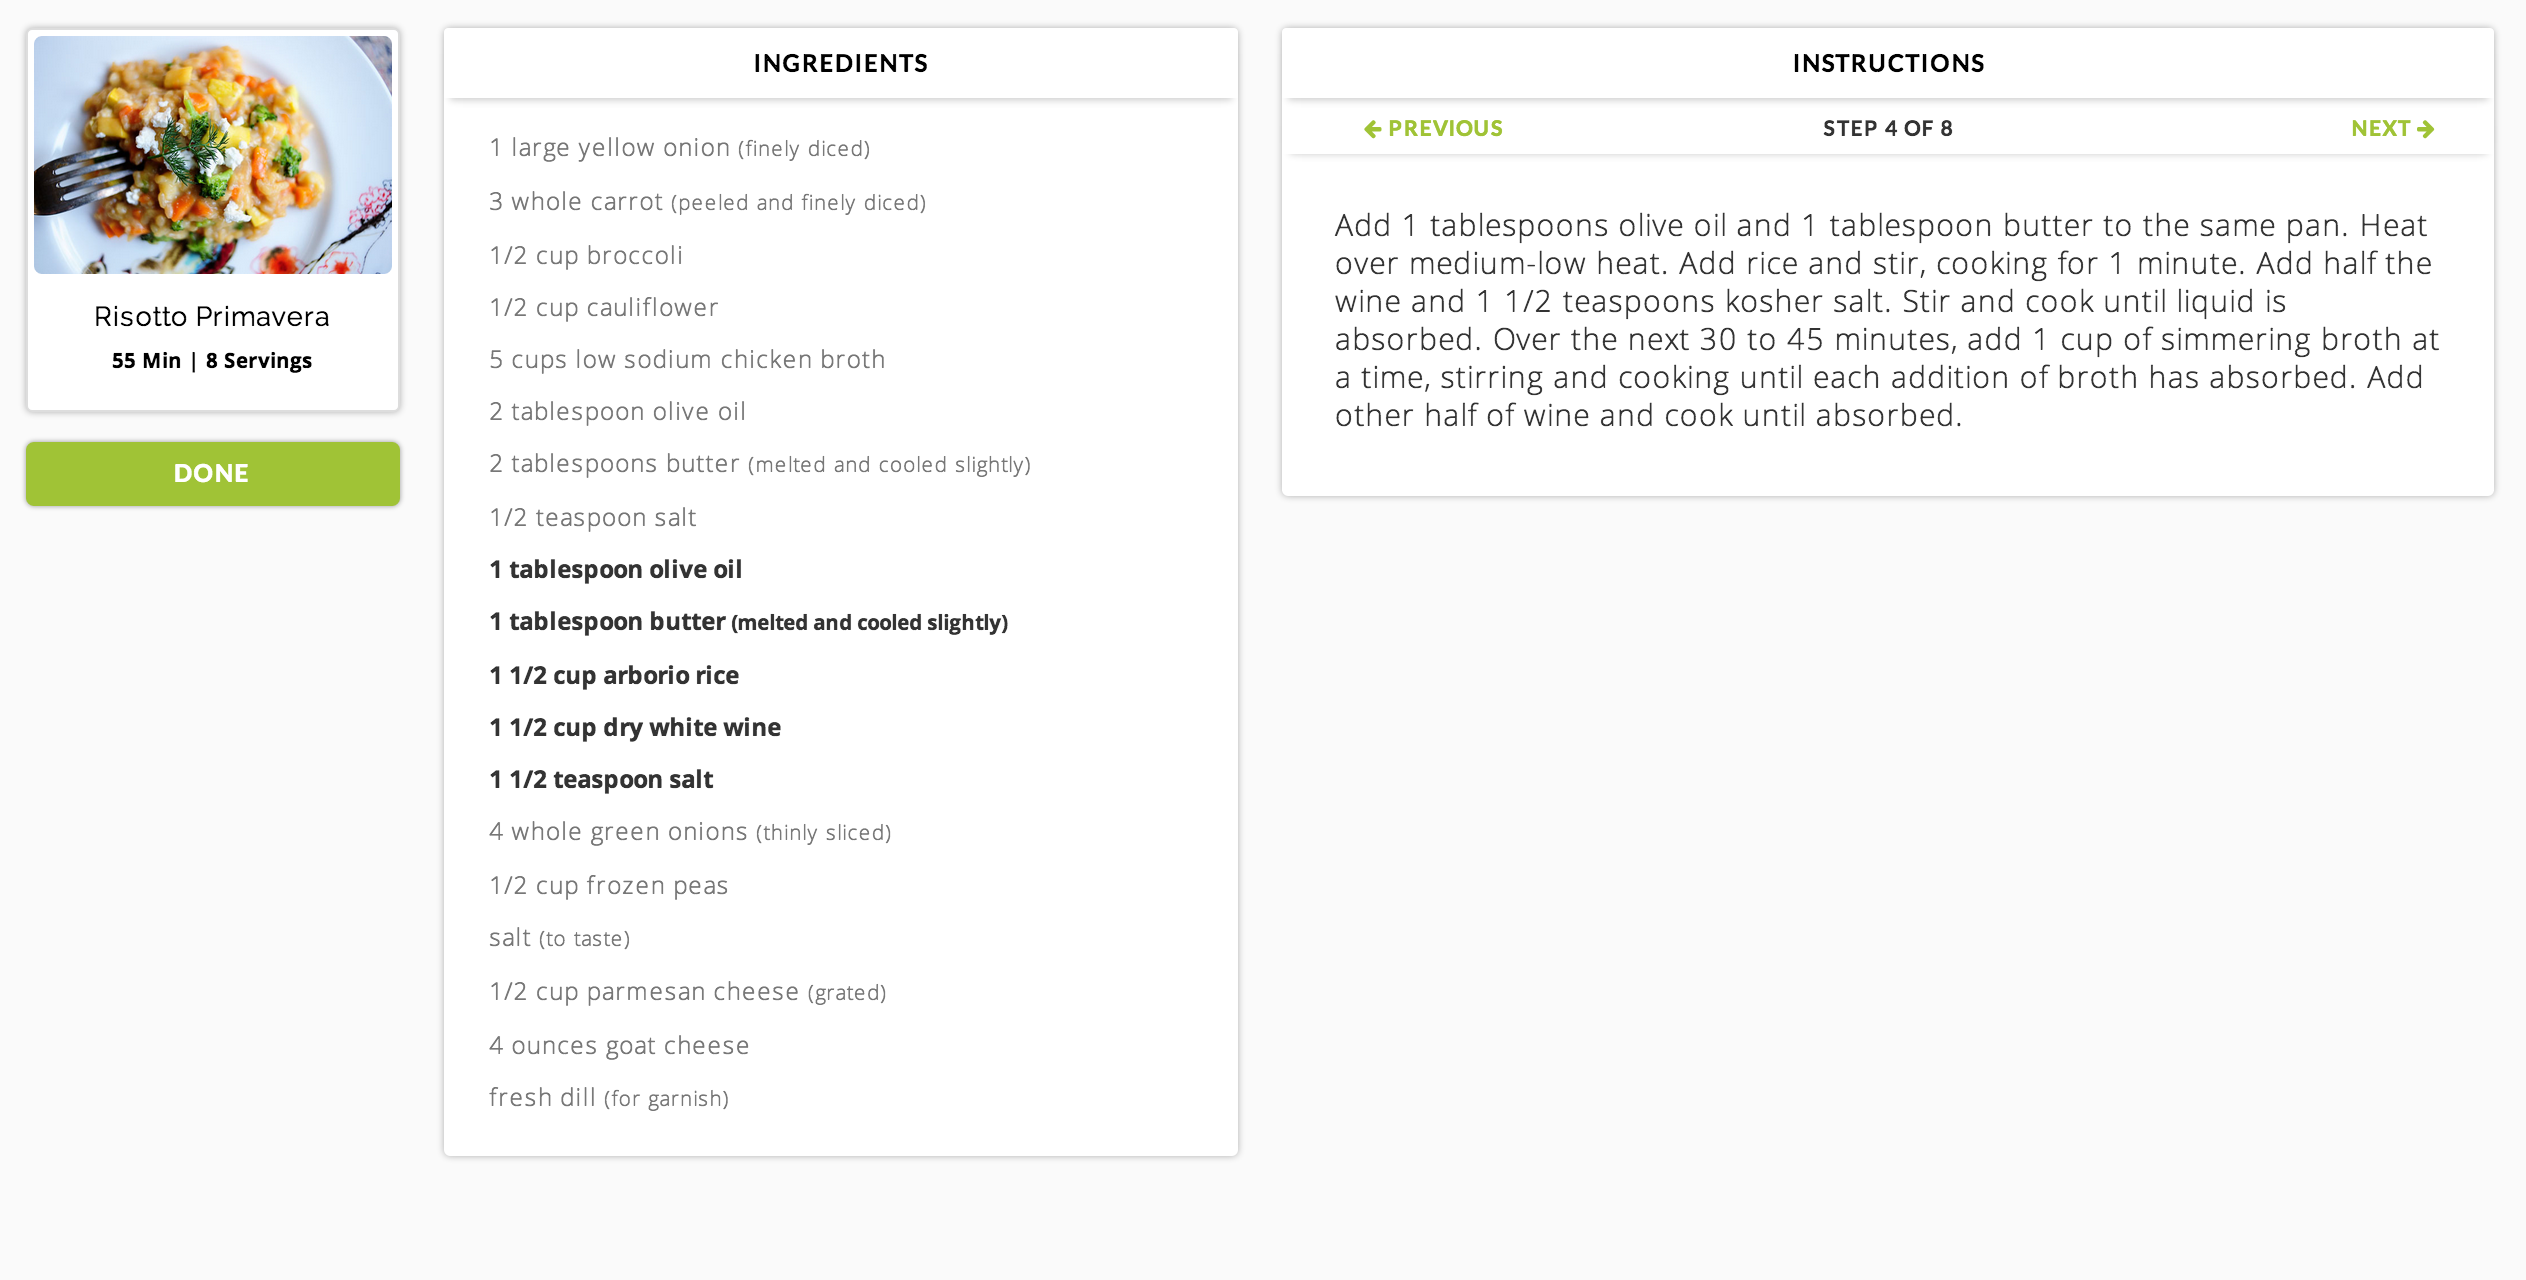 Risotto Primavera
55 Min | 8 Servings
DONE
INGREDIENTS
1 large yellow onion (finely diced)
3 whole carrot (peeled and finely diced)
1/2 cup broccoli
1/2 cup cauliflower
5 cups low sodium chicken broth
2 tablespoon olive oil
2 tablespoons butter (melted and cooled slightly)
1/2 teaspoon salt
1 tablespoon olive oil
1 tablespoon butter (melted and cooled slightly)
1 1/2 cup arborio rice
1 1/2 cup dry white wine
1 1/2 teaspoon salt
4 whole green onions (thinly sliced)
1/2 cup frozen peas
salt (to taste)
1/2 cup parmesan cheese (grated)
4 ounces goat cheese
fresh dill (for garnish)
INSTRUCTIONS
PREVIOUS STEP 4 OF 8 NEXT
Add 1 tablespoons olive oil and 1 tablespoon butter to the same pan. Heat
over medium-low heat. Add rice and stir, cooking for 1 minute. Add half the
wine and 1 1/2 teaspoons kosher salt. Stir and cook until liquid is
absorbed. Over the next 30 to 45 minutes, add 1 cup of simmering broth at
a time, stirring and cooking until each addition of broth has absorbed. Add
other half of wine and cook until absorbed.